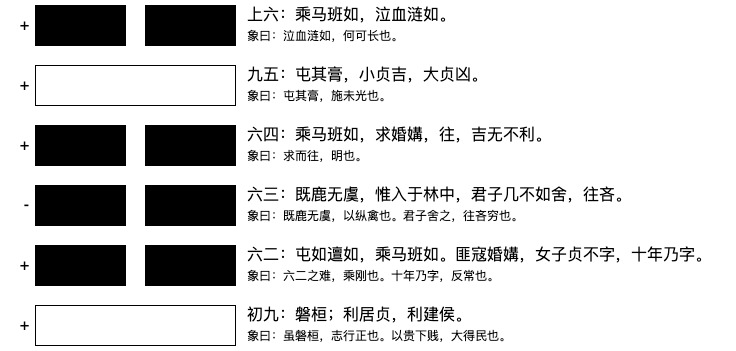 + 上六：乘马班如，泣血涟如。
象曰：泣血涟如，何可长也。
+ 九五：屯其膏，小贞吉，大贞凶。
象曰：屯其膏，施未光也。
+ 六四：乘马班如，求婚媾，往，吉无不利。
象曰：求而往，明也。
- 六三：既鹿无虞，惟入于林中，君子几不如舍，往吝。
象曰：既鹿无虞，以纵禽也。君子舍之，往吝穷也。
+ 六二：屯如邅如，乘马班如。匪寇婚媾，女子贞不字，十年乃字。
象曰：六二之难，乘刚也。十年乃字，反常也。
+ 初九：磐桓；利居贞，利建侯。
象曰：虽磐桓，志行正也。以贵下贱，大得民也。